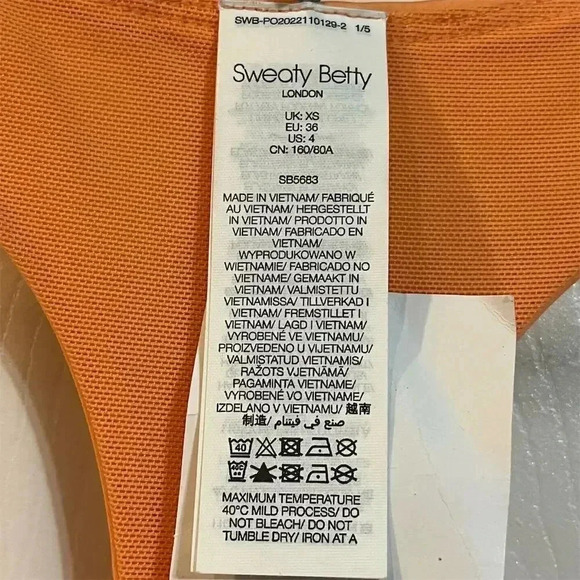 SWB-PO2022110129-2 1/5
Sweaty Betty
LONDON
UK: XS
EU: 36
US: 4
CN: 160/80A
SB5683
MADE IN VIETNAM/ FABRIQUÉ
AU VIETNAM/ HERGESTELLT
IN VIETNAM/ PRODOTTO IN
VIETNAM/ FABRICADO EN
VIETNAM/
WYPRODUKOWANO W
WIETNAMIE/ FABRICADO NO
VIETNAME/ GEMAAKT IN
VIETNAM/ VALMISTETTU
VIETNAMISSA/ TILLVERKAD I
VIETNAM/ FREMSTILLET I
VIETNAM/ LAGD I VIETNAM/
VYROBENÉ VE VIETNAMU/
PROIZVEDENO U VIJETNAMU/
VALMISTATUD VIETNAMIS/
RAŽOTS VJETNĀMĀ/
PAGAMINTA VIETNAME/
VYROBENÉ VO VIETNAME/
IZDELANO V VIETNAMU/ 越南
制造/ صنع في فيتنام
40
MAXIMUM TEMPERATURE
40°C MILD PROCESS/ DO
NOT BLEACH/ DO NOT
TUMBLE DRY/ IRON AT A